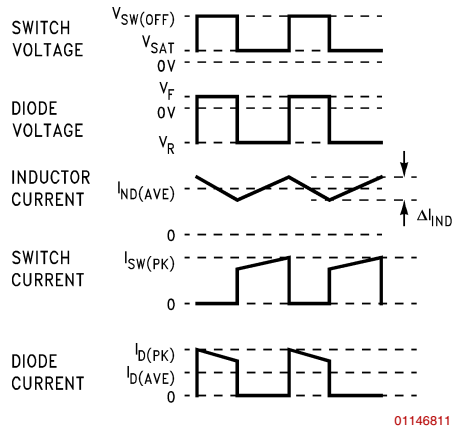 SWITCH
VOLTAGE
VSW(OFF)
VSAT
0V
DIODE
VOLTAGE
VF
0V
VR
INDUCTOR
CURRENT
IND(AVE)
ΔIIND
0
SWITCH
CURRENT
ISW(PK)
0
DIODE
CURRENT
ID(PK)
ID(AVE)
0
01146811